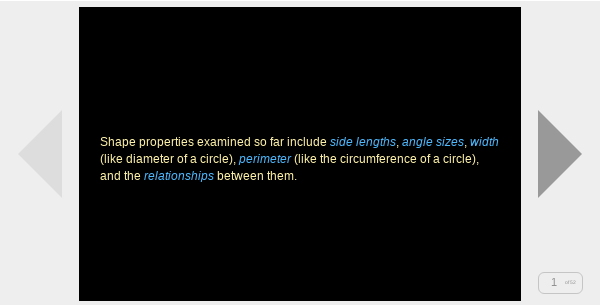 Shape properties examined so far include side lengths, angle sizes, width
(like diameter of a circle), perimeter (like the circumference of a circle),
and the relationships between them.
1 of 52